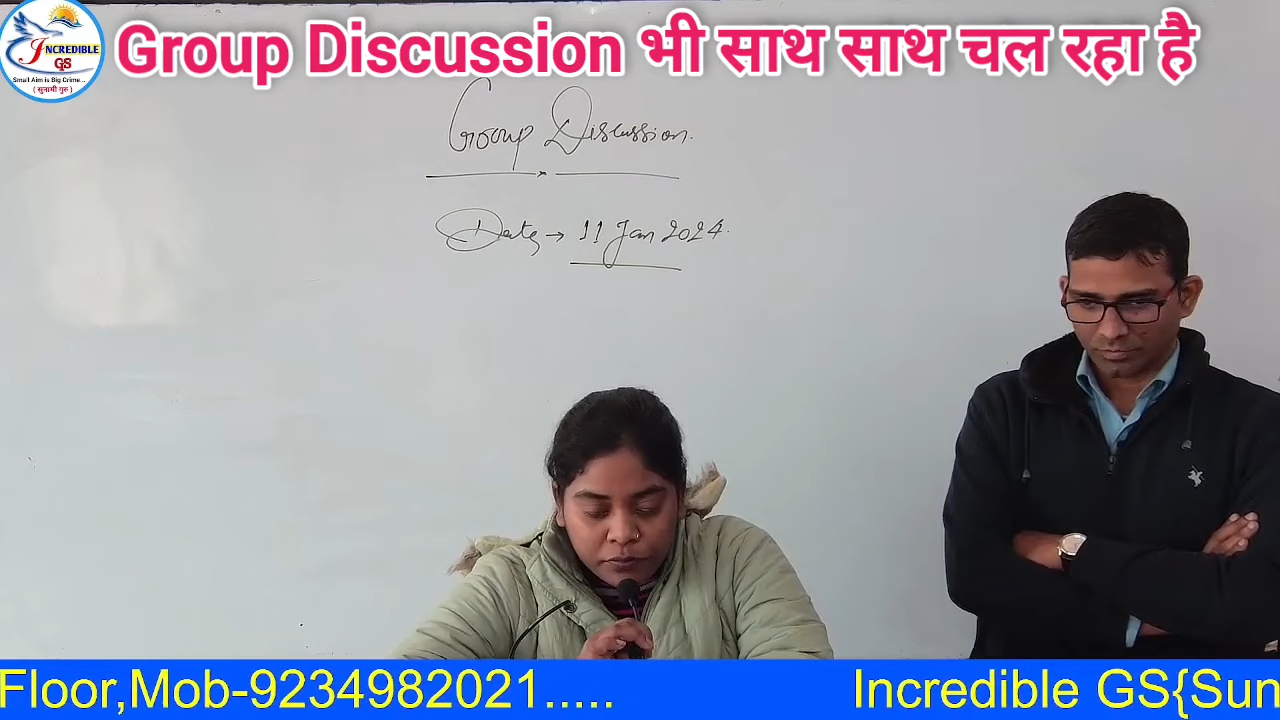 INCREDIBLE
GS
Small Aim is Big Crime...
( सुनामी गुरु )
Group Discussion भी साथ साथ चल रहा है
Group Discussion.
Date → 11 Jan 2024.
Floor,Mob-9234982021.....
Incredible GS{Sun